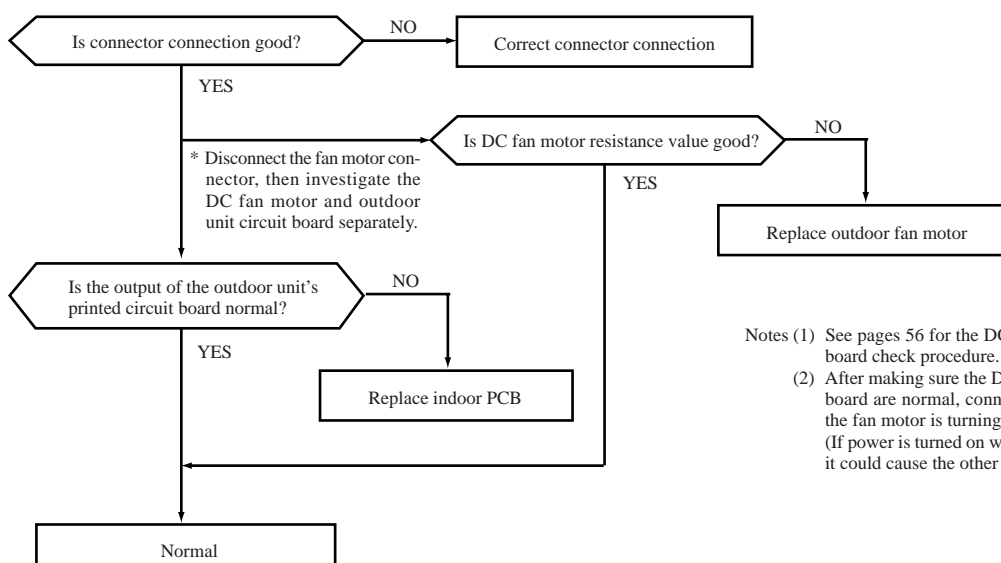 Is connector connection good?
NO
Correct connector connection
YES
Is DC fan motor resistance value good?
NO
* Disconnect the fan motor con-
nector, then investigate the
DC fan motor and outdoor
unit circuit board separately.
YES
Replace outdoor fan motor
Is the output of the outdoor unit's
printed circuit board normal?
NO
YES
Replace indoor PCB
Notes (1) See pages 56 for the DC
board check procedure.
(2) After making sure the D
board are normal, conn
the fan motor is turning
(If power is turned on w
it could cause the other
Normal